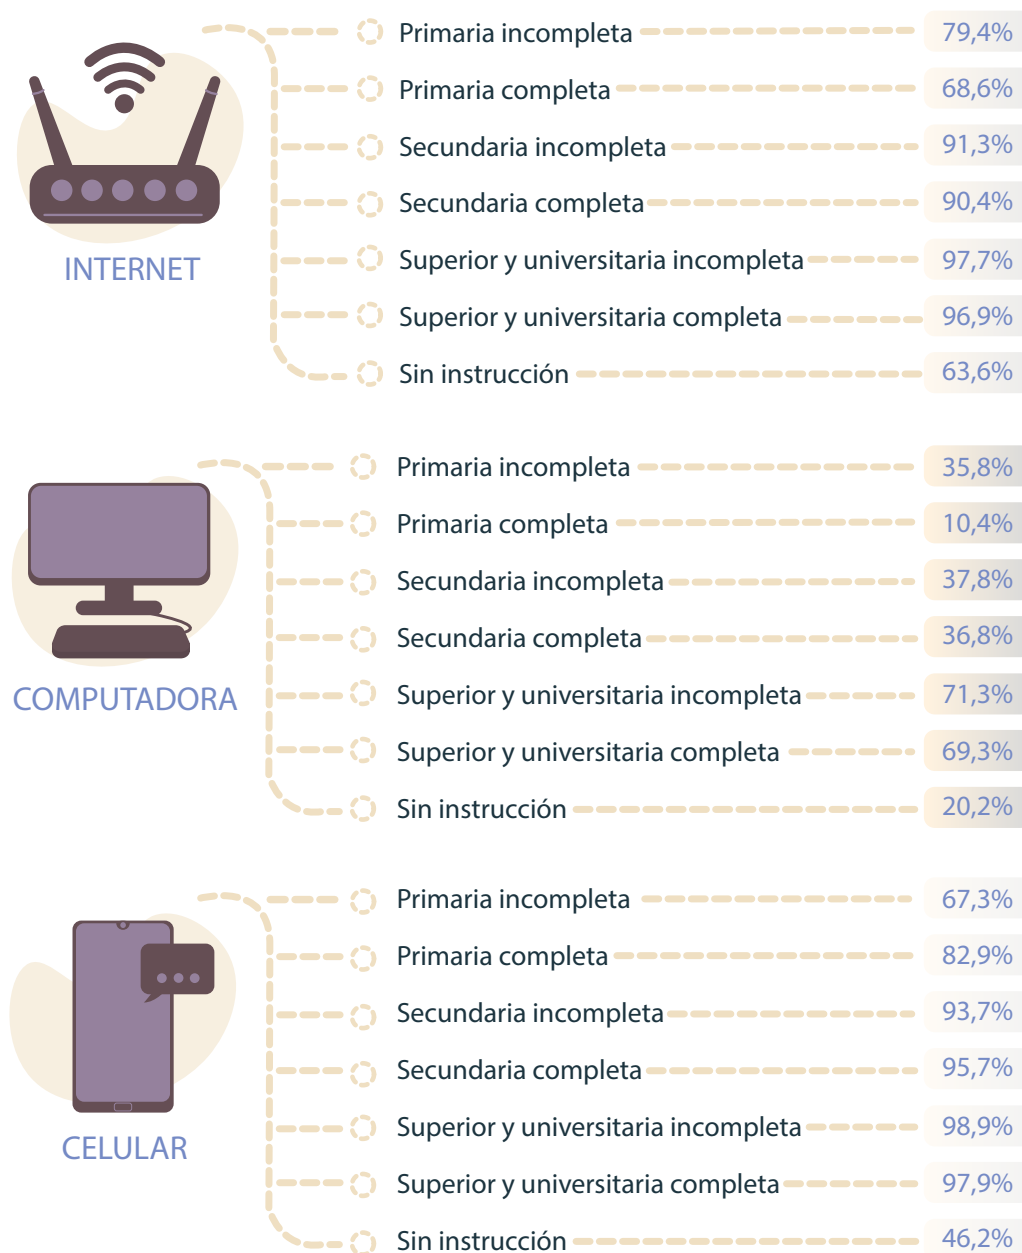 Primaria incompleta 79,4%
Primaria completa 68,6%
Secundaria incompleta 91,3%
Secundaria completa 90,4%
INTERNET
Superior y universitaria incompleta 97,7%
Superior y universitaria completa 96,9%
Sin instrucción 63,6%
Primaria incompleta 35,8%
Primaria completa 10,4%
Secundaria incompleta 37,8%
Secundaria completa 36,8%
COMPUTADORA
Superior y universitaria incompleta 71,3%
Superior y universitaria completa 69,3%
Sin instrucción 20,2%
Primaria incompleta 67,3%
Primaria completa 82,9%
Secundaria incompleta 93,7%
Secundaria completa 95,7%
Superior y universitaria incompleta 98,9%
CELULAR
Superior y universitaria completa 97,9%
Sin instrucción 46,2%